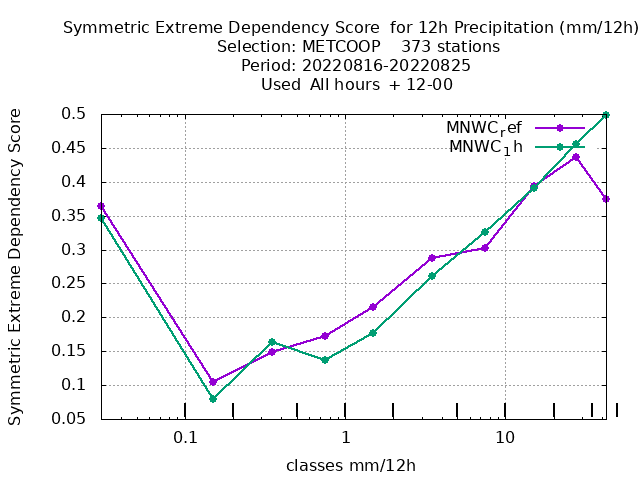 Symmetric Extreme Dependency Score  for 12h Precipitation (mm/12h)
Selection: METCOOP    373 stations
Period: 20220816-20220825
Used  All hours  + 12-00
Symmetric Extreme Dependency Score
0.5
0.45
0.4
0.35
0.3
0.25
0.2
0.15
0.1
0.05
MNWCref
MNWC1h
0.1
1
10
classes mm/12h